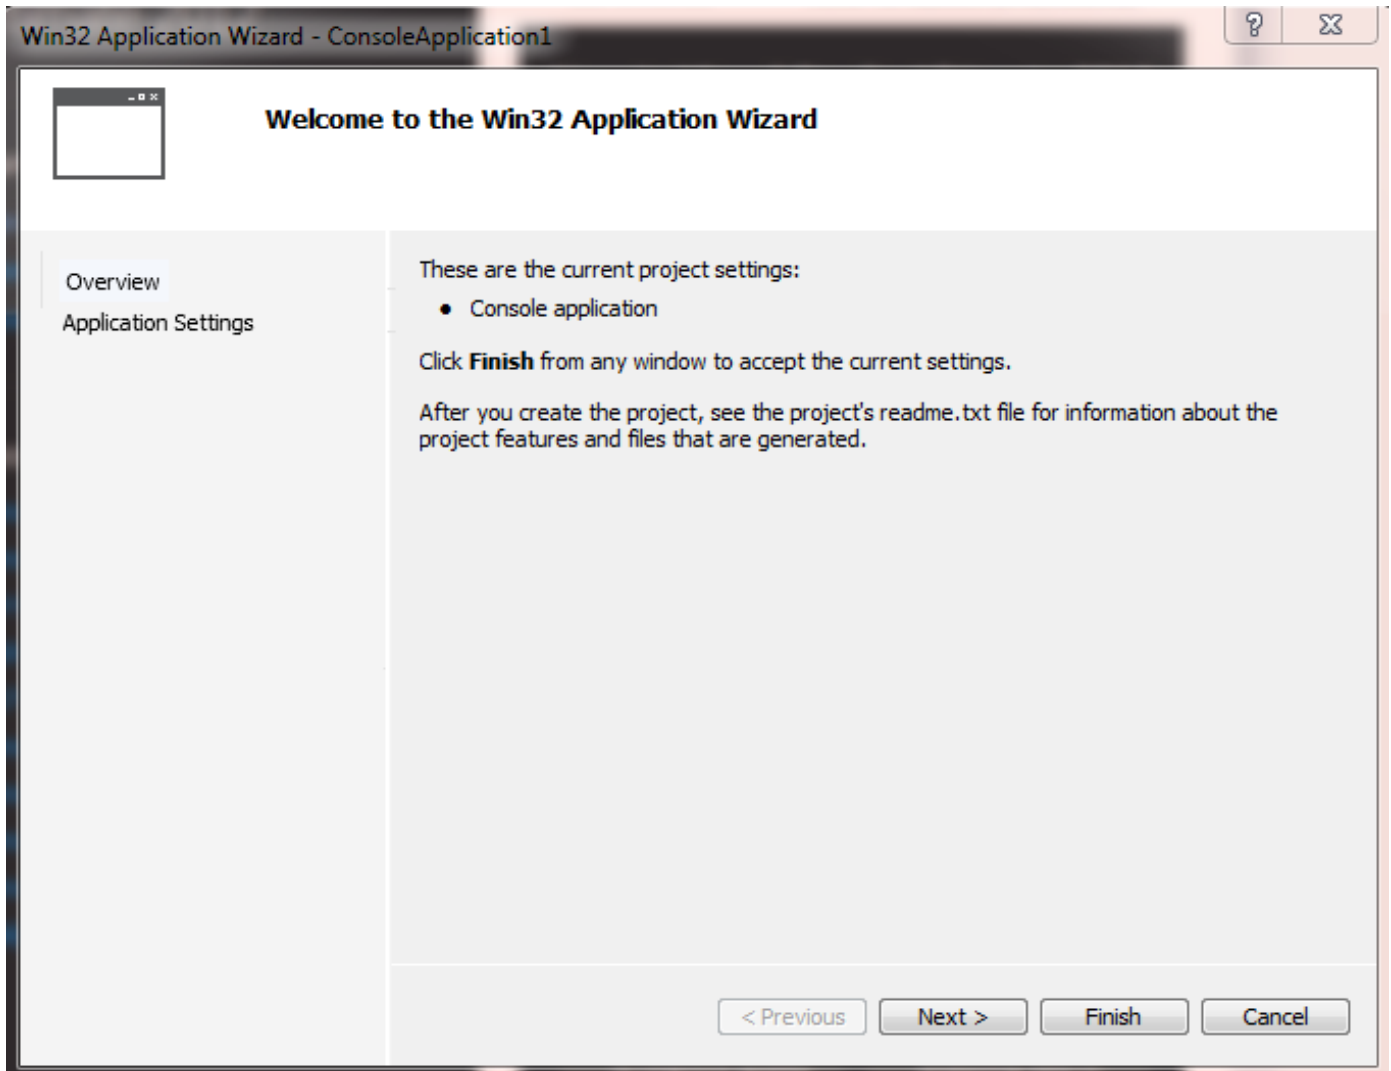 Win32 Application Wizard - ConsoleApplication1
Welcome to the Win32 Application Wizard
Overview
Application Settings
These are the current project settings:
• Console application
Click Finish from any window to accept the current settings.
After you create the project, see the project's readme.txt file for information about the
project features and files that are generated.
< Previous
Next >
Finish
Cancel